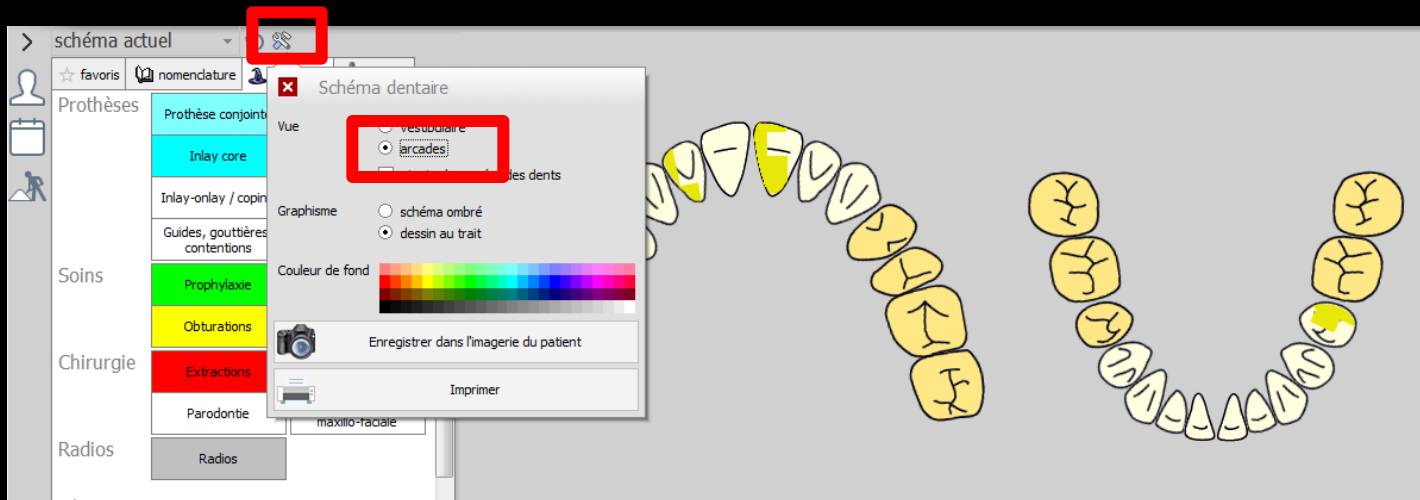 schéma actuel
favoris
nomenclature
Schéma dentaire
Prothèses
Prothèse conjointe
Inlay core
Inlay-onlay / copin
Guides, gouttières
contentions
Soins
Prophylaxie
Obturations
Chirurgie
Extractions
Parodontie
maxillo-faciale
Radios
Radios
Vue
vestibulaire
arcades
des dents
Graphisme
schéma ombré
dessin au trait
Couleur de fond
Enregistrer dans l'imagerie du patient
Imprimer